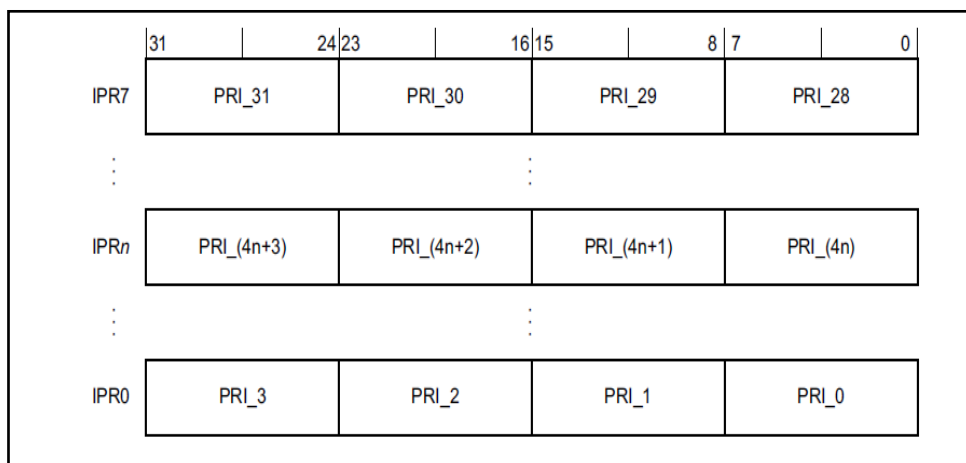 31 24 23 16 15 8 7 0
IPR7 PRI_31 PRI_30 PRI_29 PRI_28
IPRn PRI_(4n+3) PRI_(4n+2) PRI_(4n+1) PRI_(4n)
IPR0 PRI_3 PRI_2 PRI_1 PRI_0